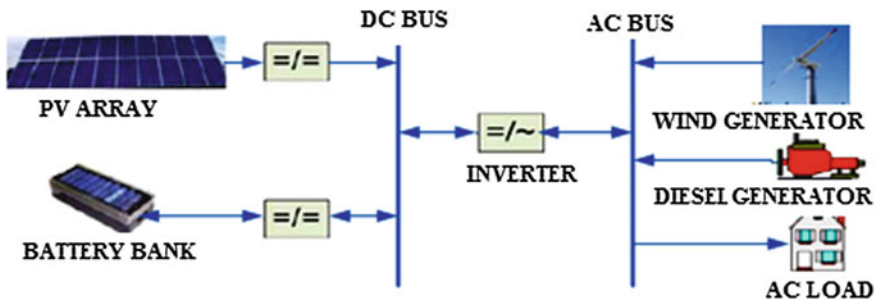 DC BUS
AC BUS
=/=
PV ARRAY
WIND GENERATOR
=/~
INVERTER
DIESEL GENERATOR
=/=
BATTERY BANK
AC LOAD